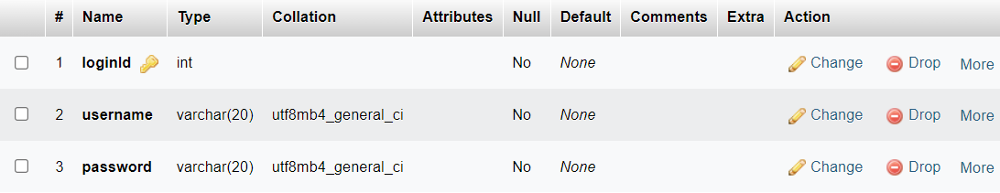 # Name Type Collation Attributes Null Default Comments Extra Action
1 loginId int No None Change Drop More
2 username varchar(20) utf8mb4_general_ci No None Change Drop More
3 password varchar(20) utf8mb4_general_ci No None Change Drop More